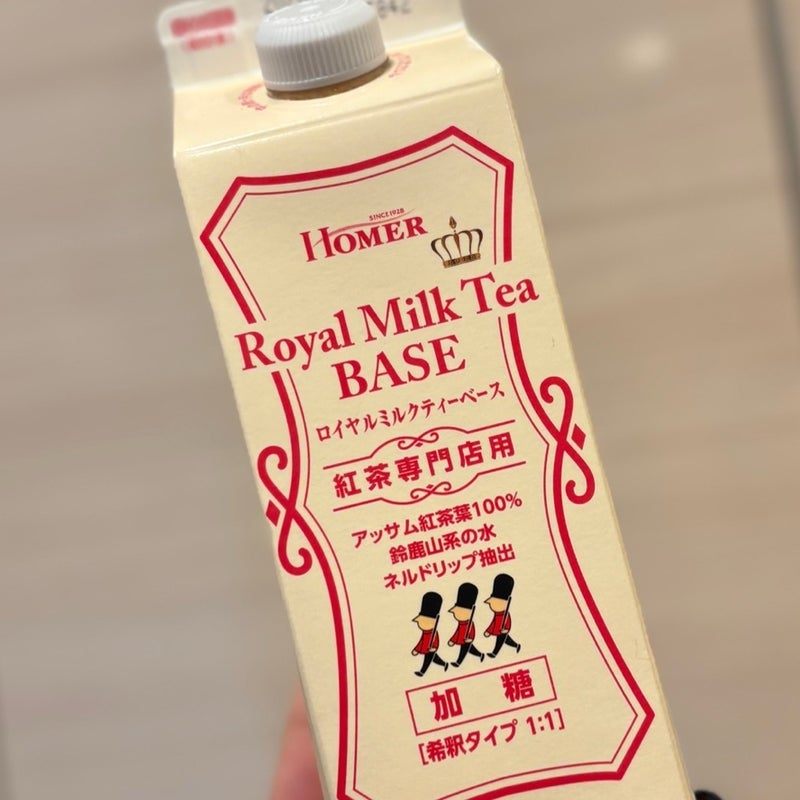 SINCE1928
HOMER
Royal Milk Tea
BASE
ロイヤルミルクティーベース
紅茶専門店用
アッサム紅茶葉100%
鈴鹿山系の水
ネルドリップ抽出
加糖
[希釈タイプ 1:1]